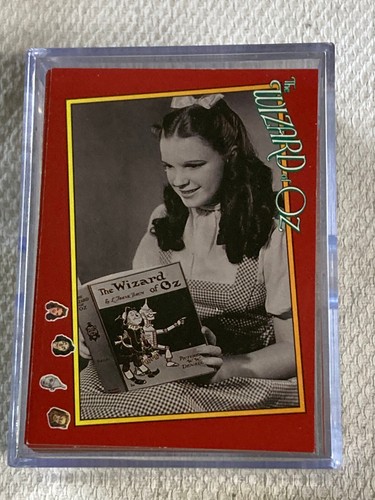 The
WIZARD of OZ
The Wizard
of Oz
By L. Frank Baum